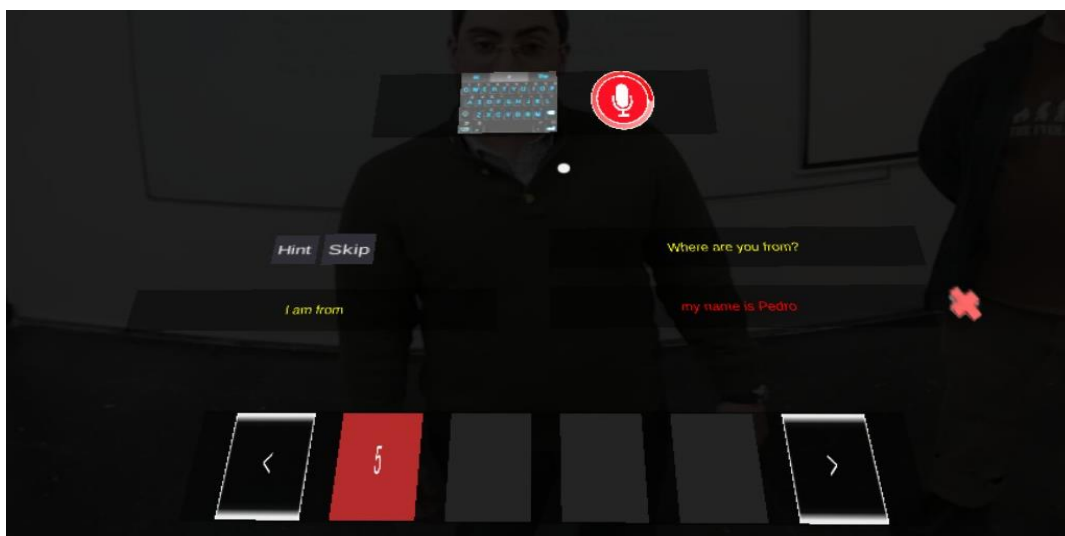 Hint Skip
Where are you from?
I am from
my name is Pedro
<
5
>